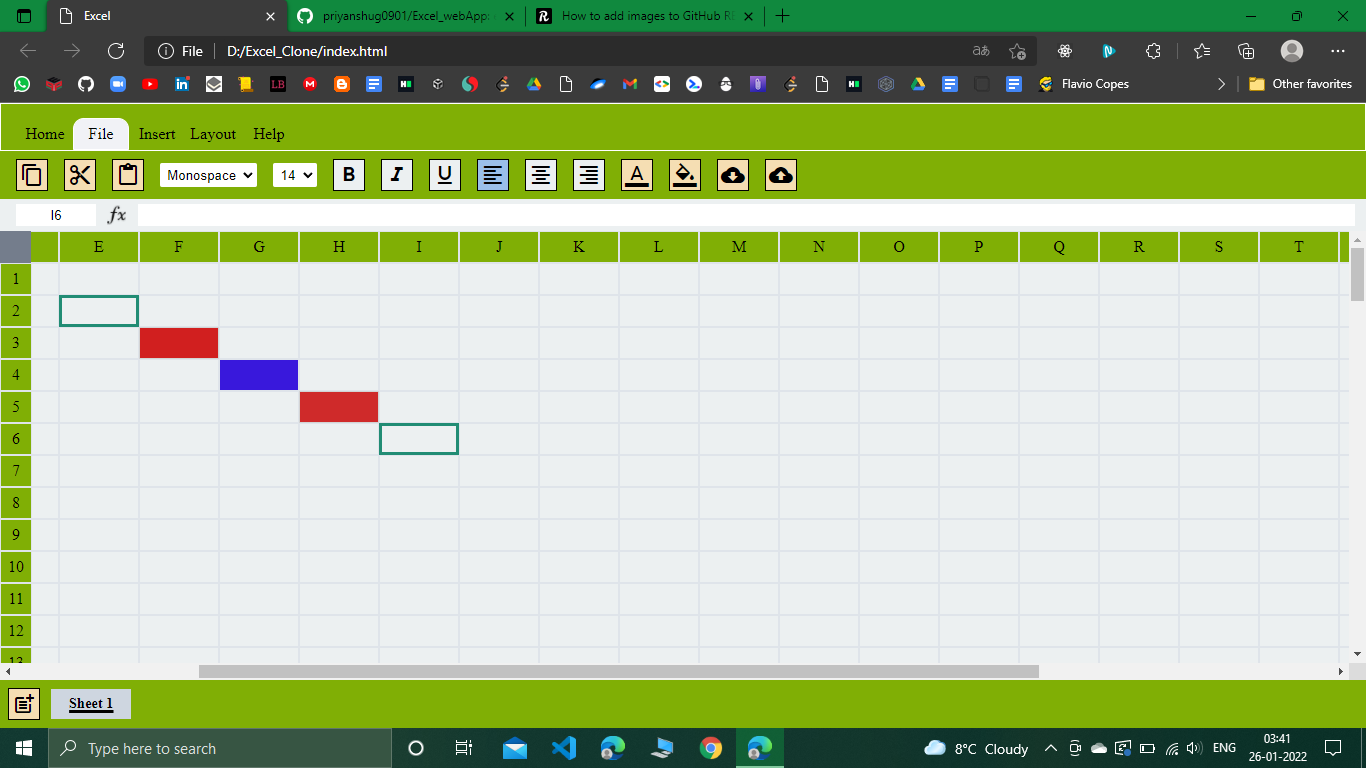 Excel
priyanshug0901/Excel_webApp:
How to add images to GitHub
File
D:/Excel_Clone/index.html
Flavio Copes
Other favorites
Home File Insert Layout Help
Monospace 14 B I U A
I6 fx
E F G H I J K L M N O P Q R S T
1
2
3
4
5
6
7
8
9
10
11
12
13
Sheet 1
Type here to search
8°C Cloudy
ENG
03:41
26-01-2022